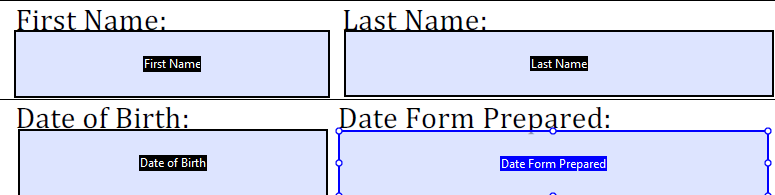 First Name: Last Name:
First Name Last Name
Date of Birth: Date Form Prepared:
Date of Birth Date Form Prepared